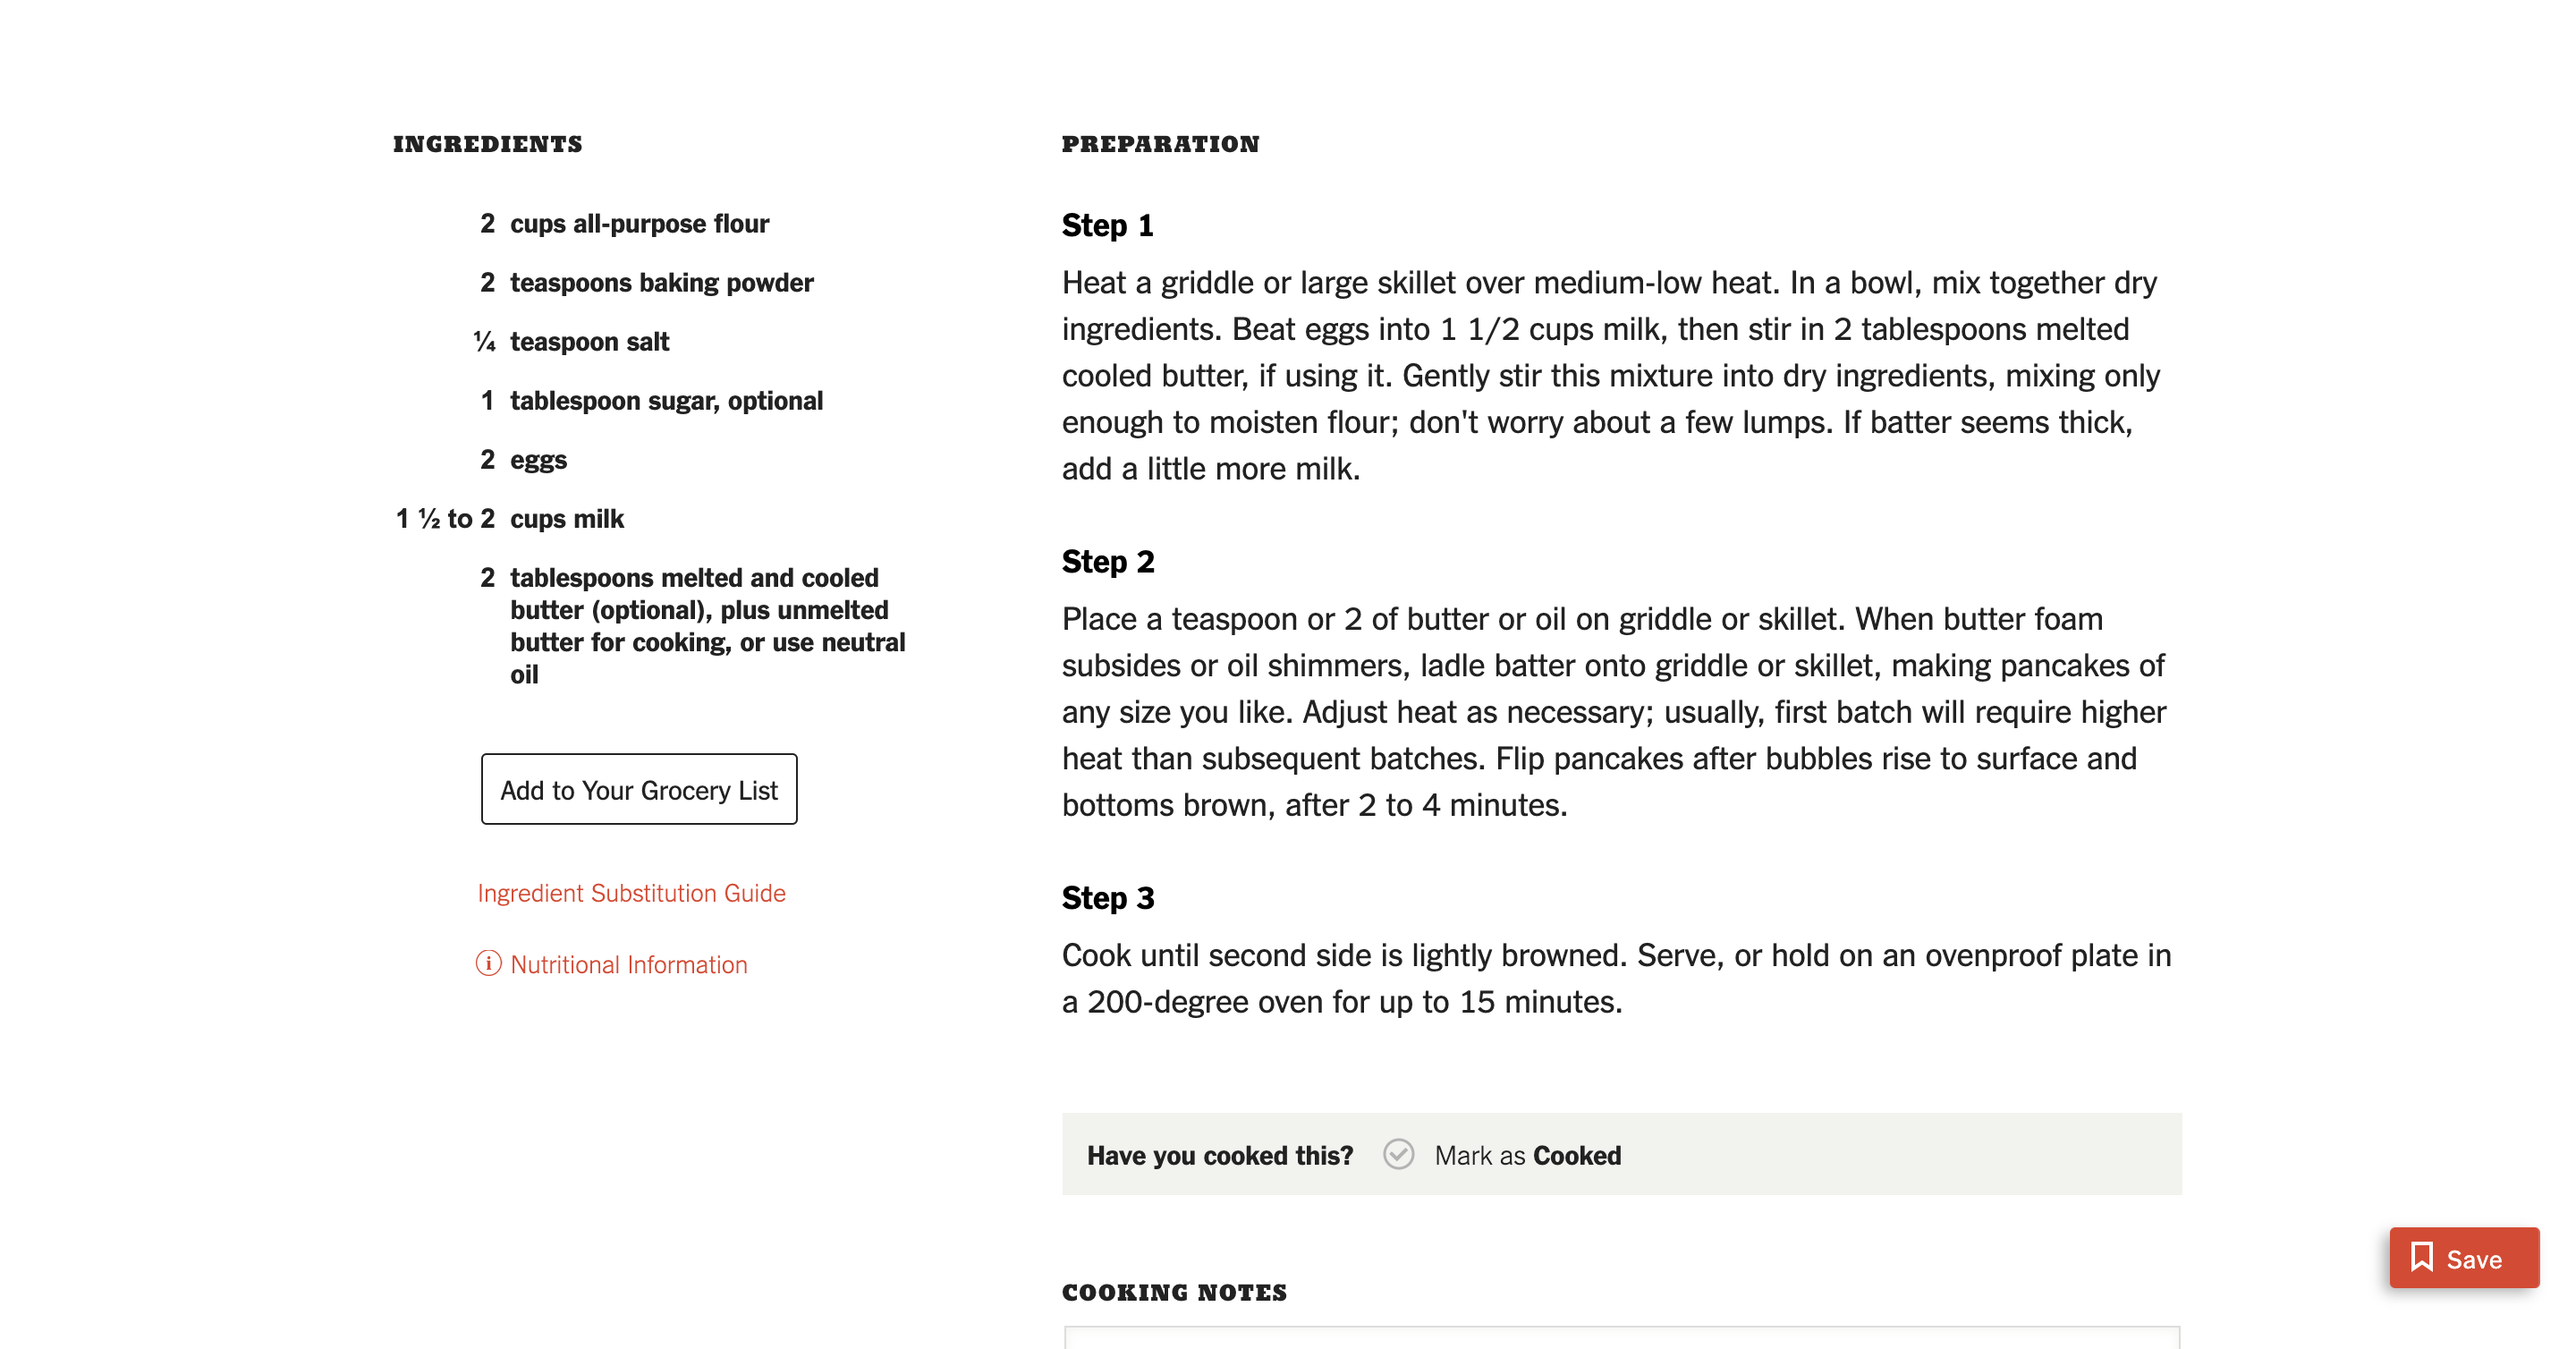 INGREDIENTS
2 cups all-purpose flour
2 teaspoons baking powder
¼ teaspoon salt
1 tablespoon sugar, optional
2 eggs
1 ½ to 2 cups milk
2 tablespoons melted and cooled
butter (optional), plus unmelted
butter for cooking, or use neutral
oil
Add to Your Grocery List
Ingredient Substitution Guide
Nutritional Information
PREPARATION
Step 1
Heat a griddle or large skillet over medium-low heat. In a bowl, mix together dry
ingredients. Beat eggs into 1 1/2 cups milk, then stir in 2 tablespoons melted
cooled butter, if using it. Gently stir this mixture into dry ingredients, mixing only
enough to moisten flour; don't worry about a few lumps. If batter seems thick,
add a little more milk.
Step 2
Place a teaspoon or 2 of butter or oil on griddle or skillet. When butter foam
subsides or oil shimmers, ladle batter onto griddle or skillet, making pancakes of
any size you like. Adjust heat as necessary; usually, first batch will require higher
heat than subsequent batches. Flip pancakes after bubbles rise to surface and
bottoms brown, after 2 to 4 minutes.
Step 3
Cook until second side is lightly browned. Serve, or hold on an ovenproof plate in
a 200-degree oven for up to 15 minutes.
Have you cooked this? Mark as Cooked
Save
COOKING NOTES